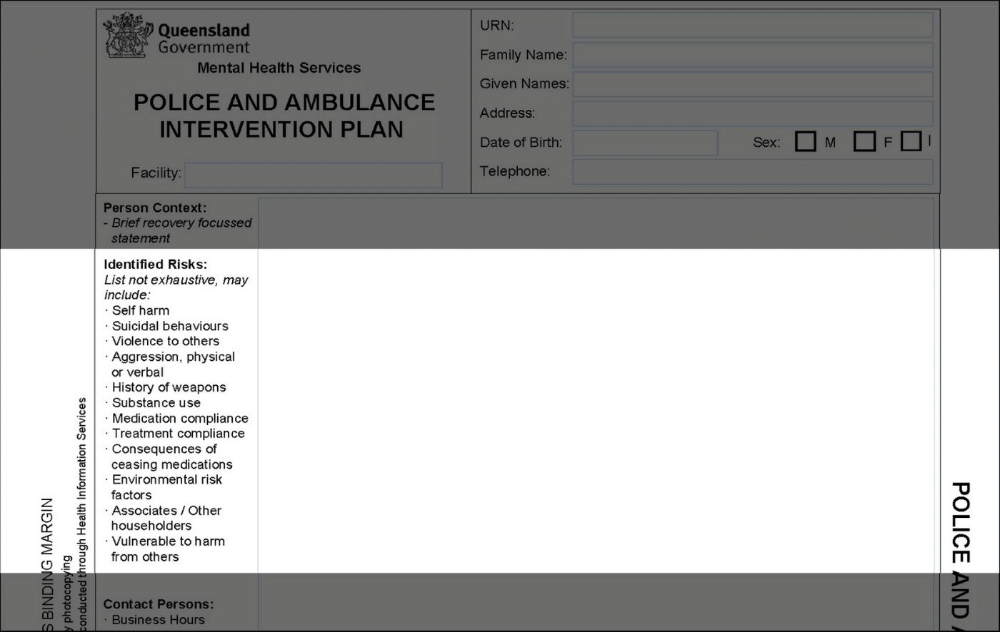 Queensland
Government
Mental Health Services
POLICE AND AMBULANCE
INTERVENTION PLAN
Facility:
URN:
Family Name:
Given Names:
Address:
Date of Birth:
Sex: M F I
Telephone:
Person Context:
- Brief recovery focussed
statement
Identified Risks:
List not exhaustive, may
include:
· Self harm
· Suicidal behaviours
· Violence to others
· Aggression, physical
or verbal
· History of weapons
· Substance use
· Medication compliance
· Treatment compliance
· Consequences of
ceasing medications
· Environmental risk
factors
· Associates / Other
householders
· Vulnerable to harm
from others
Contact Persons:
· Business Hours
S BINDING MARGIN
y photocopying
conducted through Health Information Services
POLICE AND